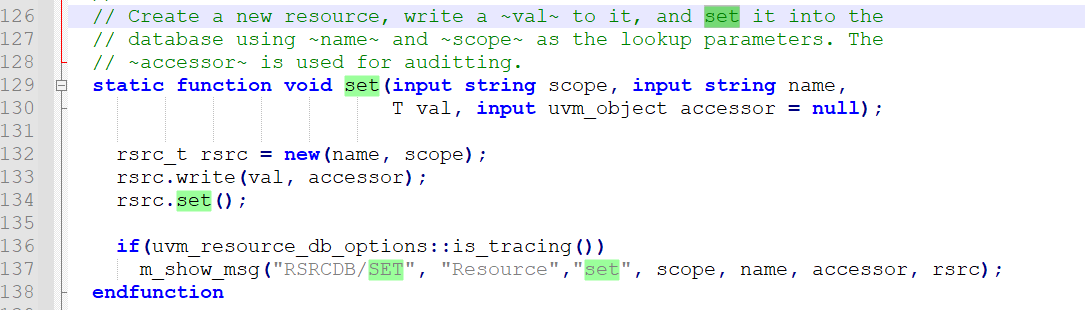 126 // Create a new resource, write a ~val~ to it, and set it into the
127 // database using ~name~ and ~scope~ as the lookup parameters. The
128 // ~accessor~ is used for auditting.
129 static function void set(input string scope, input string name,
130 T val, input uvm_object accessor = null);
131
132 rsrc_t rsrc = new(name, scope);
133 rsrc.write(val, accessor);
134 rsrc.set();
135
136 if(uvm_resource_db_options::is_tracing())
137 m_show_msg("RSRCDB/SET", "Resource","set", scope, name, accessor, rsrc);
138 endfunction